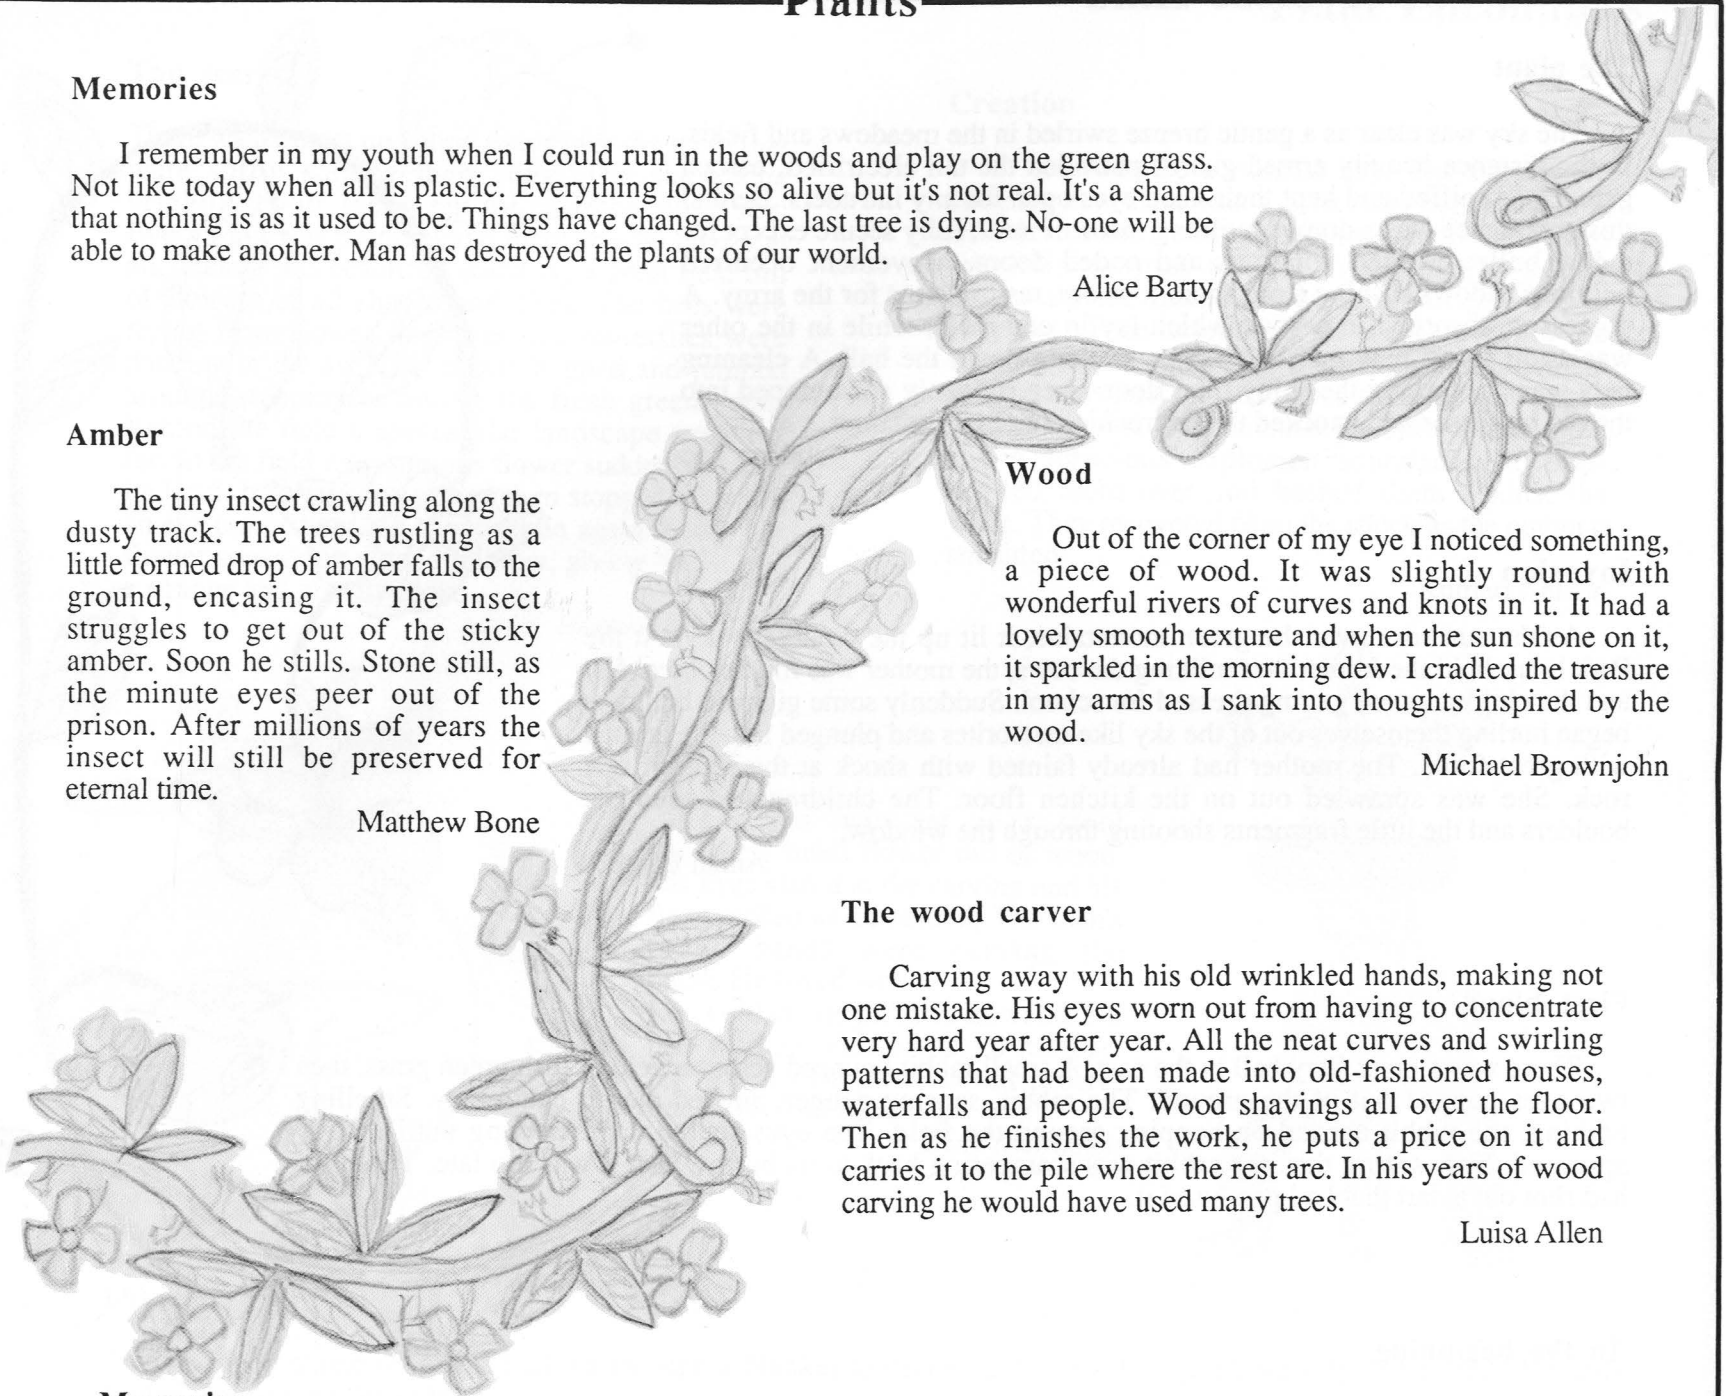 Plants
Memories
I remember in my youth when I could run in the woods and play on the green grass.
Not like today when all is plastic. Everything looks so alive but it's not real. It's a shame
that nothing is as it used to be. Things have changed. The last tree is dying. No-one will be
able to make another. Man has destroyed the plants of our world.
Alice Barty
Amber
The tiny insect crawling along the
dusty track. The trees rustling as a
little formed drop of amber falls to the
ground, encasing it. The insect
struggles to get out of the sticky
amber. Soon he stills. Stone still, as
the minute eyes peer out of the
prison. After millions of years the
insect will still be preserved for
eternal time.
Matthew Bone
Wood
Out of the corner of my eye I noticed something,
a piece of wood. It was slightly round with
wonderful rivers of curves and knots in it. It had a
lovely smooth texture and when the sun shone on it,
it sparkled in the morning dew. I cradled the treasure
in my arms as I sank into thoughts inspired by the
wood.
Michael Brownjohn
The wood carver
Carving away with his old wrinkled hands, making not
one mistake. His eyes worn out from having to concentrate
very hard year after year. All the neat curves and swirling
patterns that had been made into old-fashioned houses,
waterfalls and people. Wood shavings all over the floor.
Then as he finishes the work, he puts a price on it and
carries it to the pile where the rest are. In his years of wood
carving he would have used many trees.
Luisa Allen